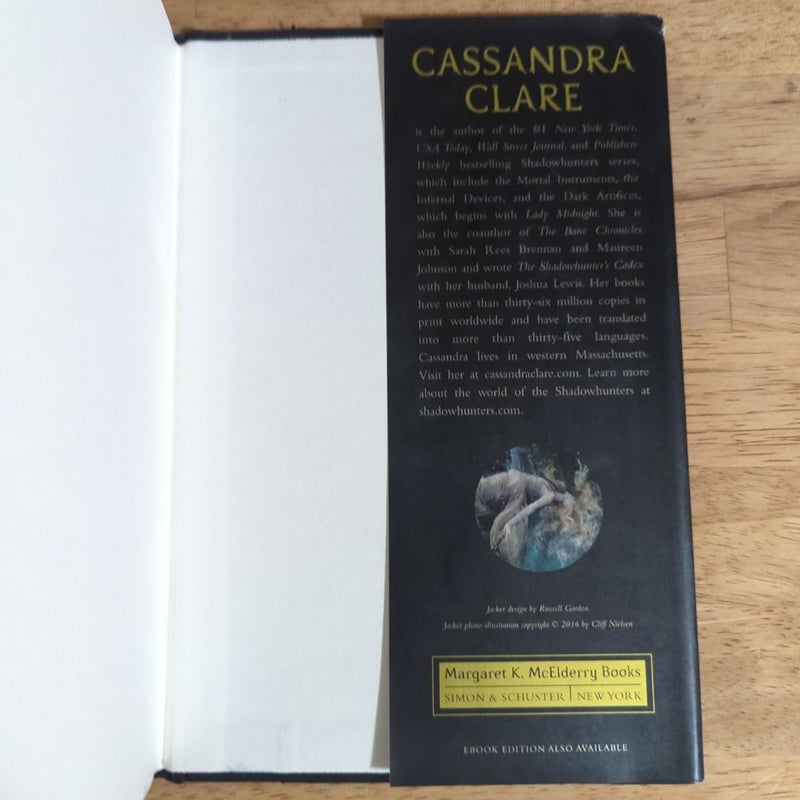 CASSANDRA
CLARE
is the author of the #1 New York Times,
USA Today, Wall Street Journal, and Publishers
Weekly bestselling Shadowhunters series,
which include the Mortal Instruments, the
Infernal Devices, and the Dark Artifices,
which begins with Lady Midnight. She is
also the coauthor of The Bane Chronicles
with Sarah Rees Brennan and Maureen
Johnson and wrote The Shadowhunter's Codex
with her husband, Joshua Lewis. Her books
have more than thirty-six million copies in
print worldwide and have been translated
into more than thirty-five languages.
Cassandra lives in western Massachusetts.
Visit her at cassandraclare.com. Learn more
about the world of the Shadowhunters at
shadowhunters.com.
Jacket design by Russell Gordon
Jacket photo-illustration copyright © 2016 by Cliff Nielsen
Margaret K. McElderry Books
SIMON & SCHUSTER | NEW YORK
EBOOK EDITION ALSO AVAILABLE